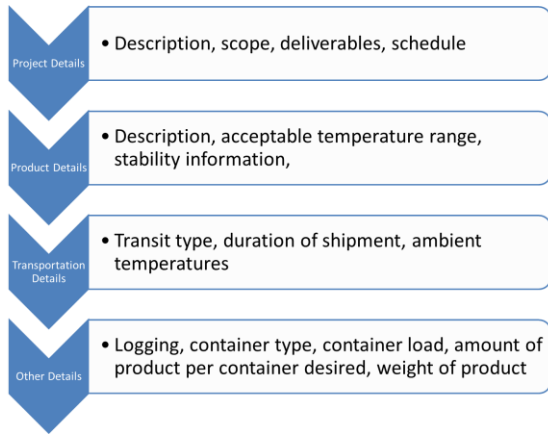 Project Details
• Description, scope, deliverables, schedule
Product Details
• Description, acceptable temperature range,
stability information,
Transportation
Details
• Transit type, duration of shipment, ambient
temperatures
Other Details
• Logging, container type, container load, amount of
product per container desired, weight of product